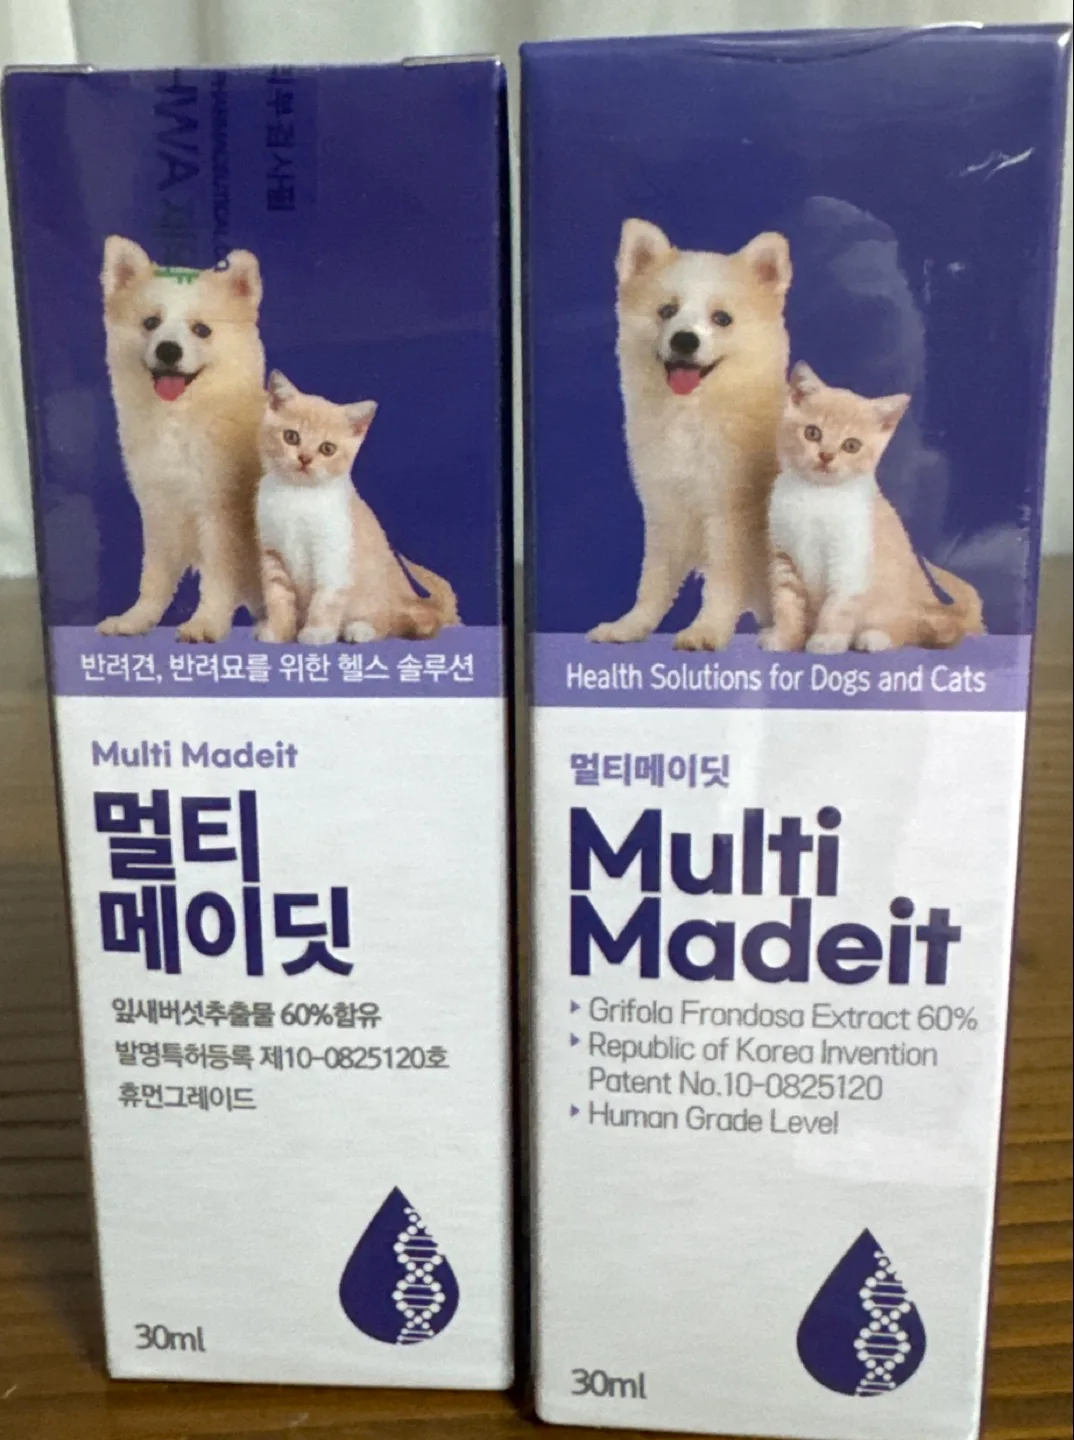 반려견, 반려묘를 위한 헬스 솔루션
Multi Madeit
멀티
메이딧
잎새버섯추출물 60%함유
발명특허등록 제10-0825120호
휴먼그레이드
30ml
Health Solutions for Dogs and Cats
멀티메이딧
Multi
Madeit
Grifola Frondosa Extract 60%
Republic of Korea Invention
Patent No.10-0825120
Human Grade Level
30ml